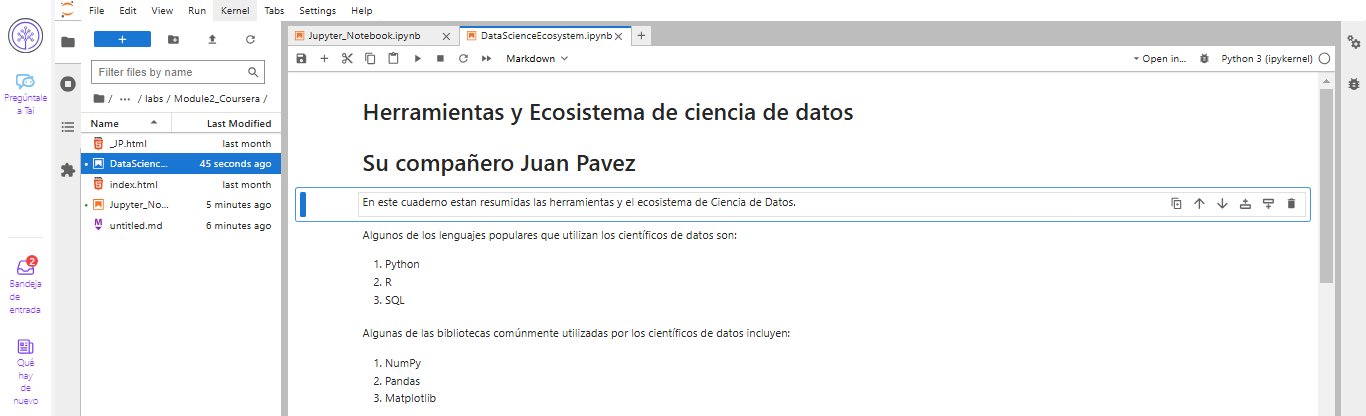 File Edit View Run Kernel Tabs Settings Help
Pregúntale
a Tai
Bandeja
de
entrada
2
Qué
hay
de
nuevo
Filter files by name
/ ... / labs / Module2_Coursera /
Name Last Modified
_JP.html last month
DataScienc... 45 seconds ago
index.html last month
Jupyter_No... 5 minutes ago
untitled.md 6 minutes ago
Jupyter_Notebook.ipynb
DataScienceEcosystem.ipynb
Markdown
Open in...
Python 3 (ipykernel)
Herramientas y Ecosistema de ciencia de datos
Su compañero Juan Pavez
En este cuaderno estan resumidas las herramientas y el ecosistema de Ciencia de Datos.
Algunos de los lenguajes populares que utilizan los científicos de datos son:
1. Python
2. R
3. SQL
Algunas de las bibliotecas comúnmente utilizadas por los científicos de datos incluyen:
1. NumPy
2. Pandas
3. Matplotlib